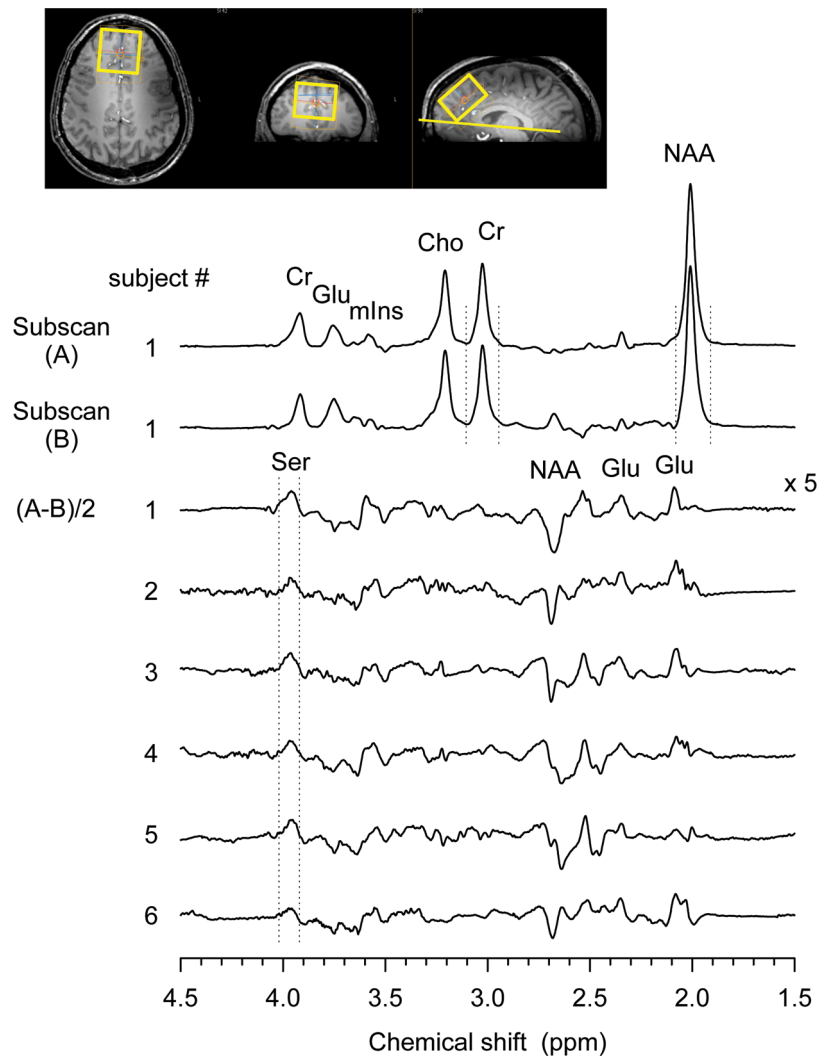 NAA
Cho
Cr
subject #
Cr
Glu
mIns
Subscan
(A)
1
Subscan
(B)
1
Ser
NAA
Glu
Glu
x 5
(A-B)/2
1
2
3
4
5
6
4.5 4.0 3.5 3.0 2.5 2.0 1.5
Chemical shift (ppm)